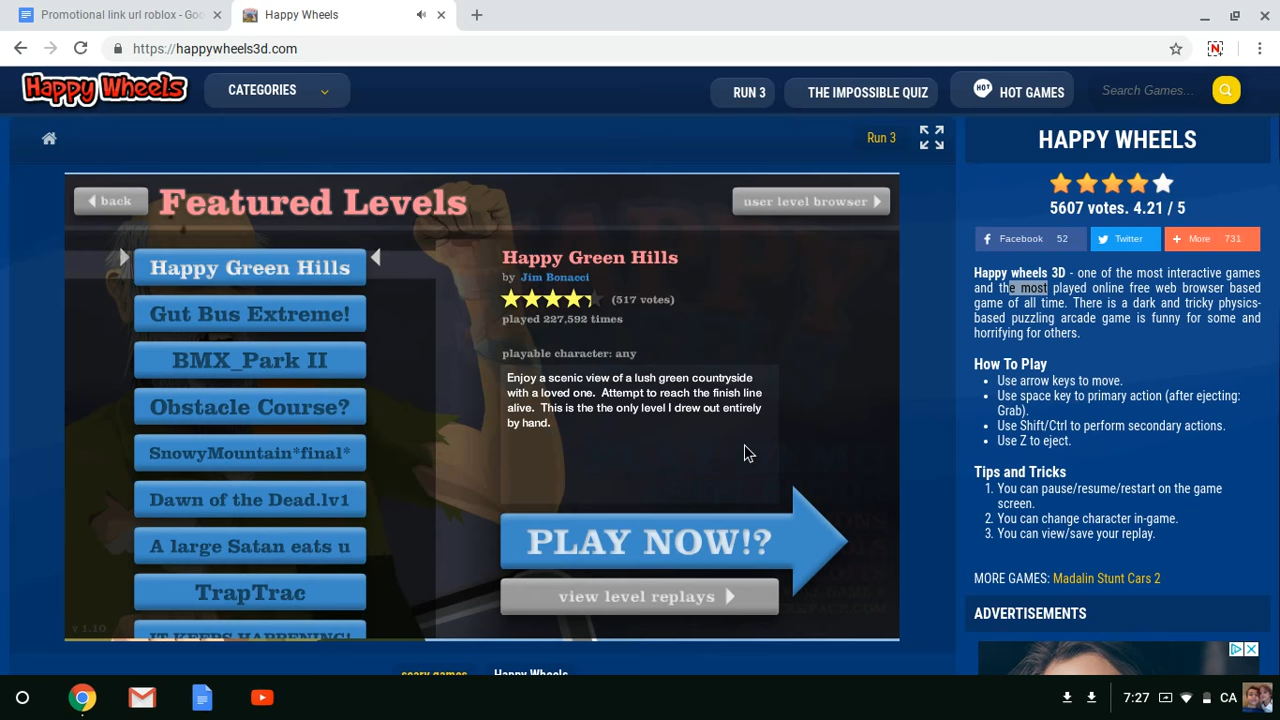 Promotional link url roblox - Goo
Happy Wheels
https://happywheels3d.com
Happy Wheels
CATEGORIES
RUN 3
THE IMPOSSIBLE QUIZ
HOT
HOT GAMES
Search Games...
Run 3
back
Featured Levels
user level browser
Happy Green Hills
Gut Bus Extreme!
BMX_Park II
Obstacle Course?
SnowyMountain*final*
Dawn of the Dead.lv1
A large Satan eats u
TrapTrac
IT KEEPS HAPPENING!
v 1.10
Happy Green Hills
by Jim Bonacci
(517 votes)
played 227,592 times
playable character: any
Enjoy a scenic view of a lush green countryside
with a loved one. Attempt to reach the finish line
alive. This is the the only level I drew out entirely
by hand.
PLAY NOW!?
view level replays
scary games
Happy Wheels
HAPPY WHEELS
5607 votes. 4.21 / 5
Facebook 52
Twitter
More 731
Happy wheels 3D - one of the most interactive games
and the most played online free web browser based
game of all time. There is a dark and tricky physics-
based puzzling arcade game is funny for some and
horrifying for others.
How To Play
Use arrow keys to move.
Use space key to primary action (after ejecting:
Grab).
Use Shift/Ctrl to perform secondary actions.
Use Z to eject.
Tips and Tricks
1. You can pause/resume/restart on the game
screen.
2. You can change character in-game.
3. You can view/save your replay.
MORE GAMES: Madalin Stunt Cars 2
ADVERTISEMENTS
7:27
CA